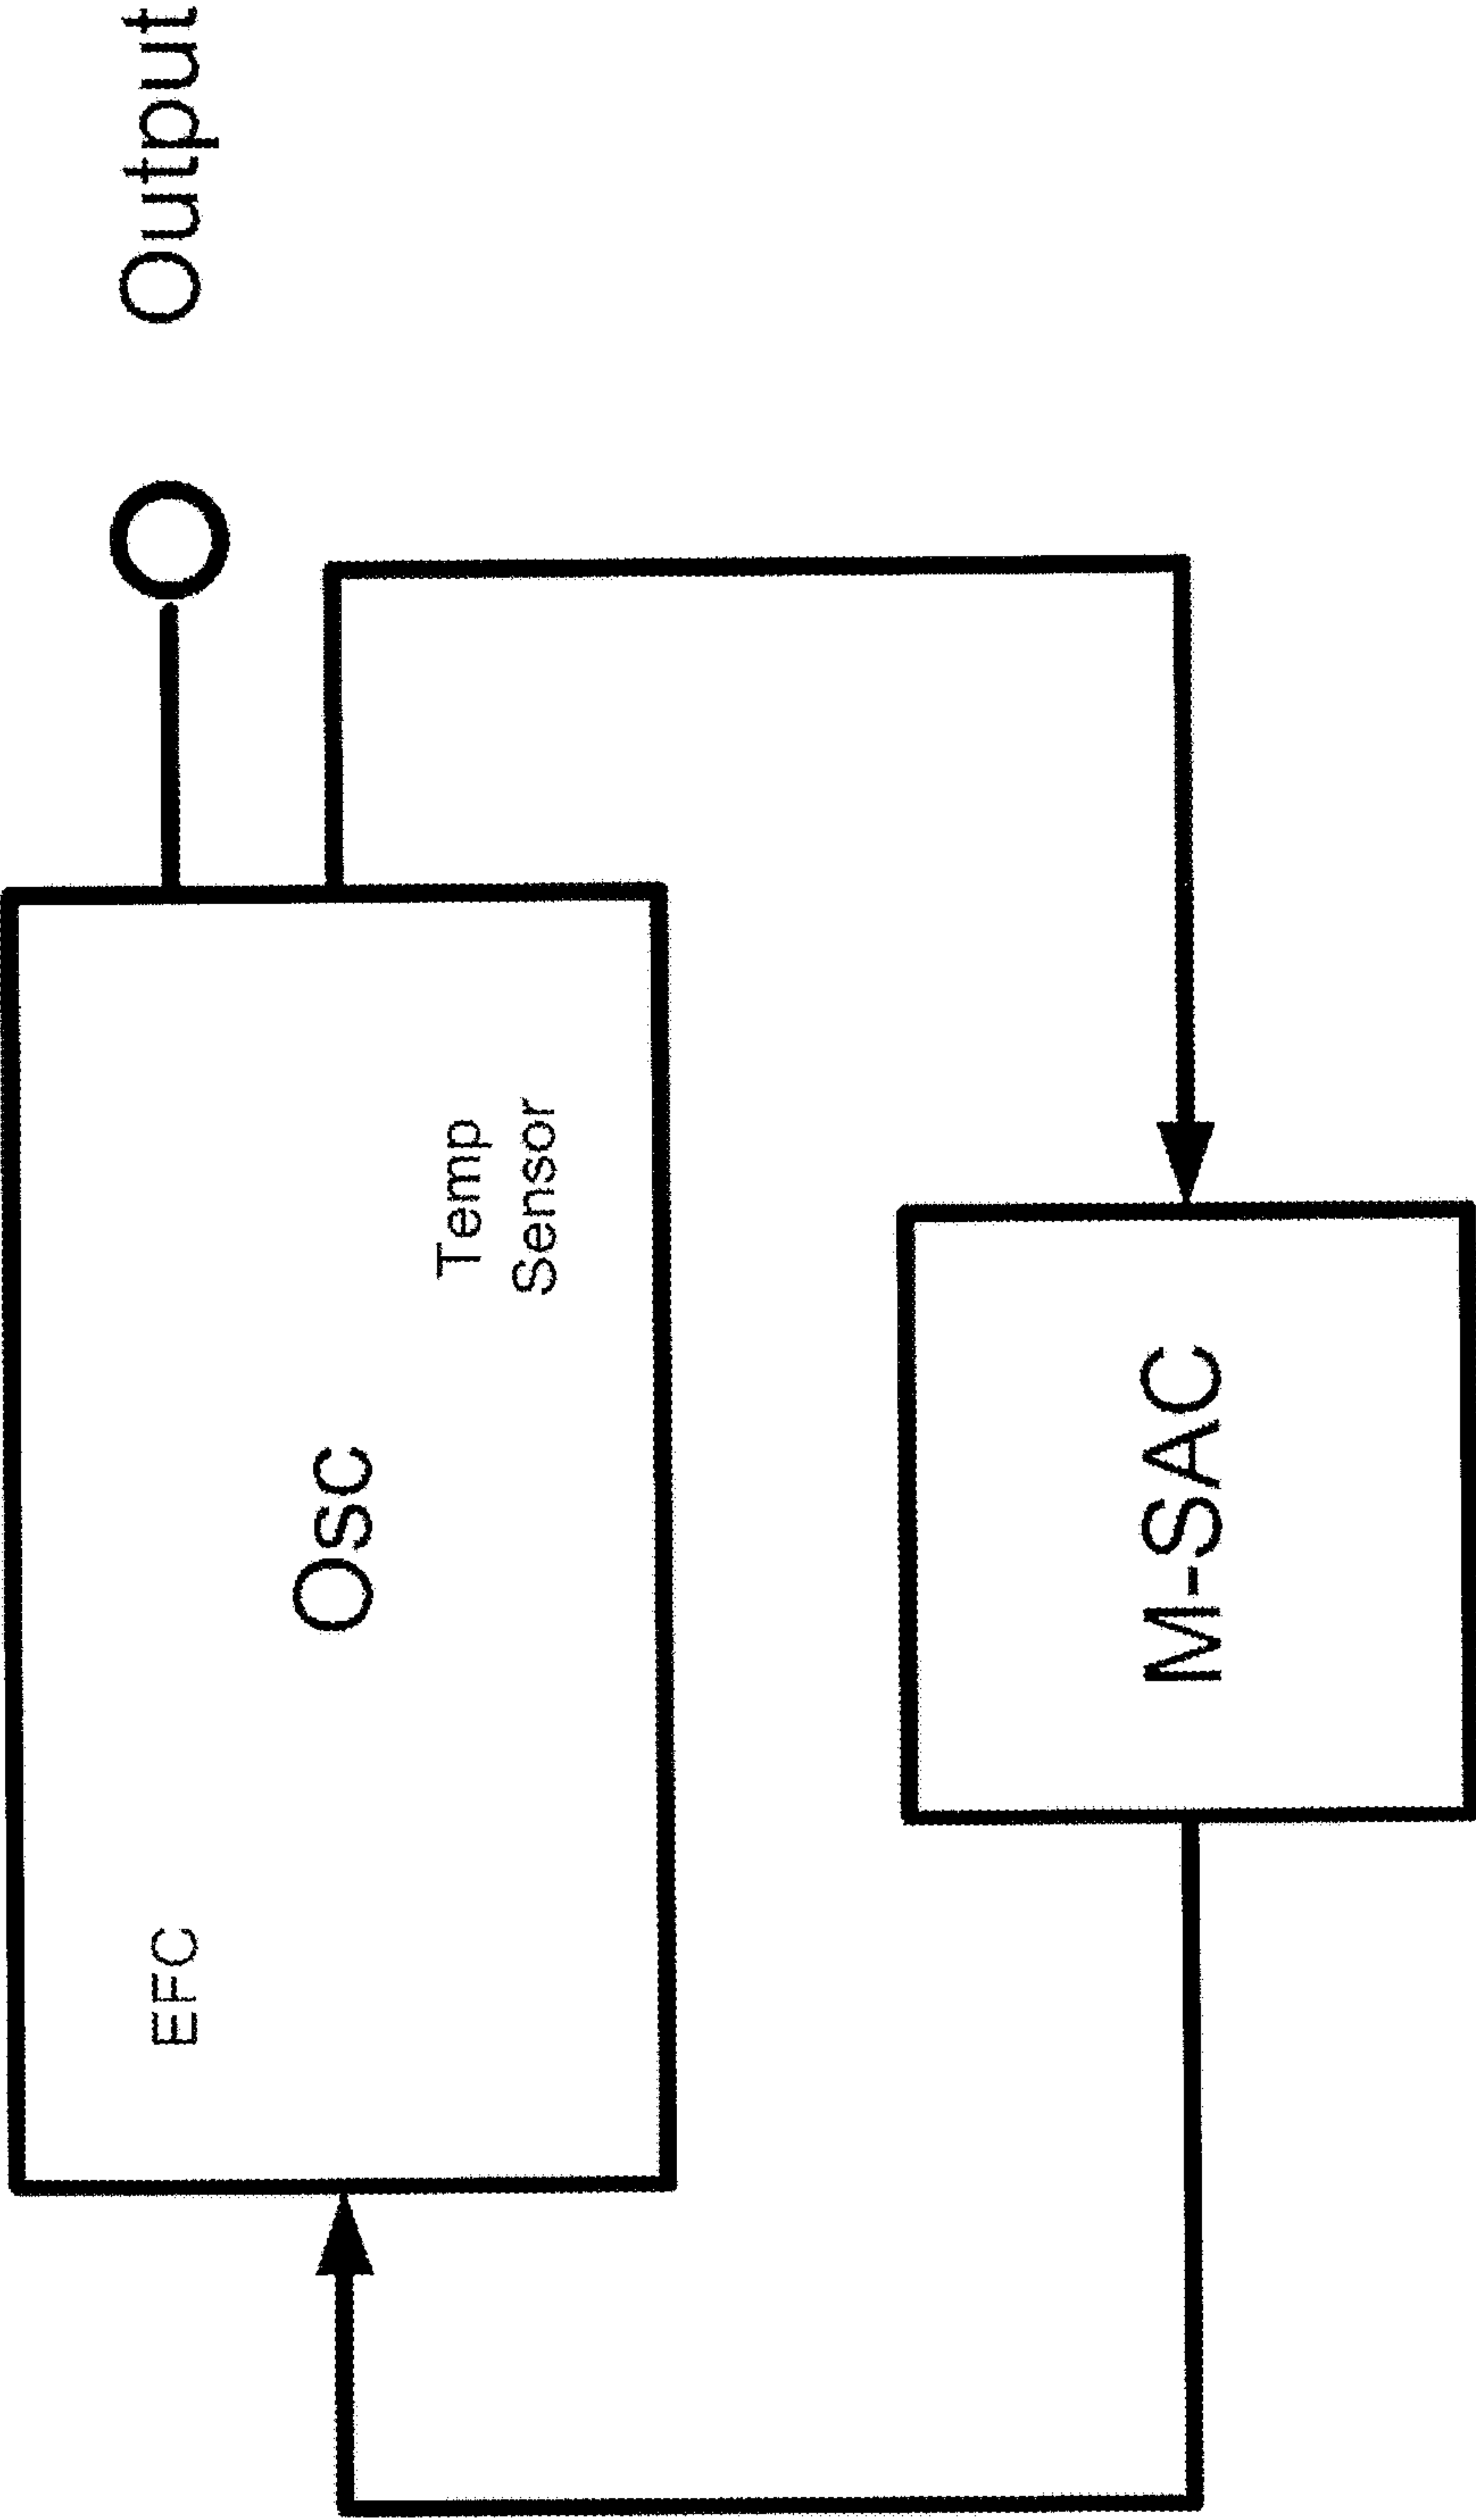 Output
EFC
Osc
Temp
Sensor
M-SAC